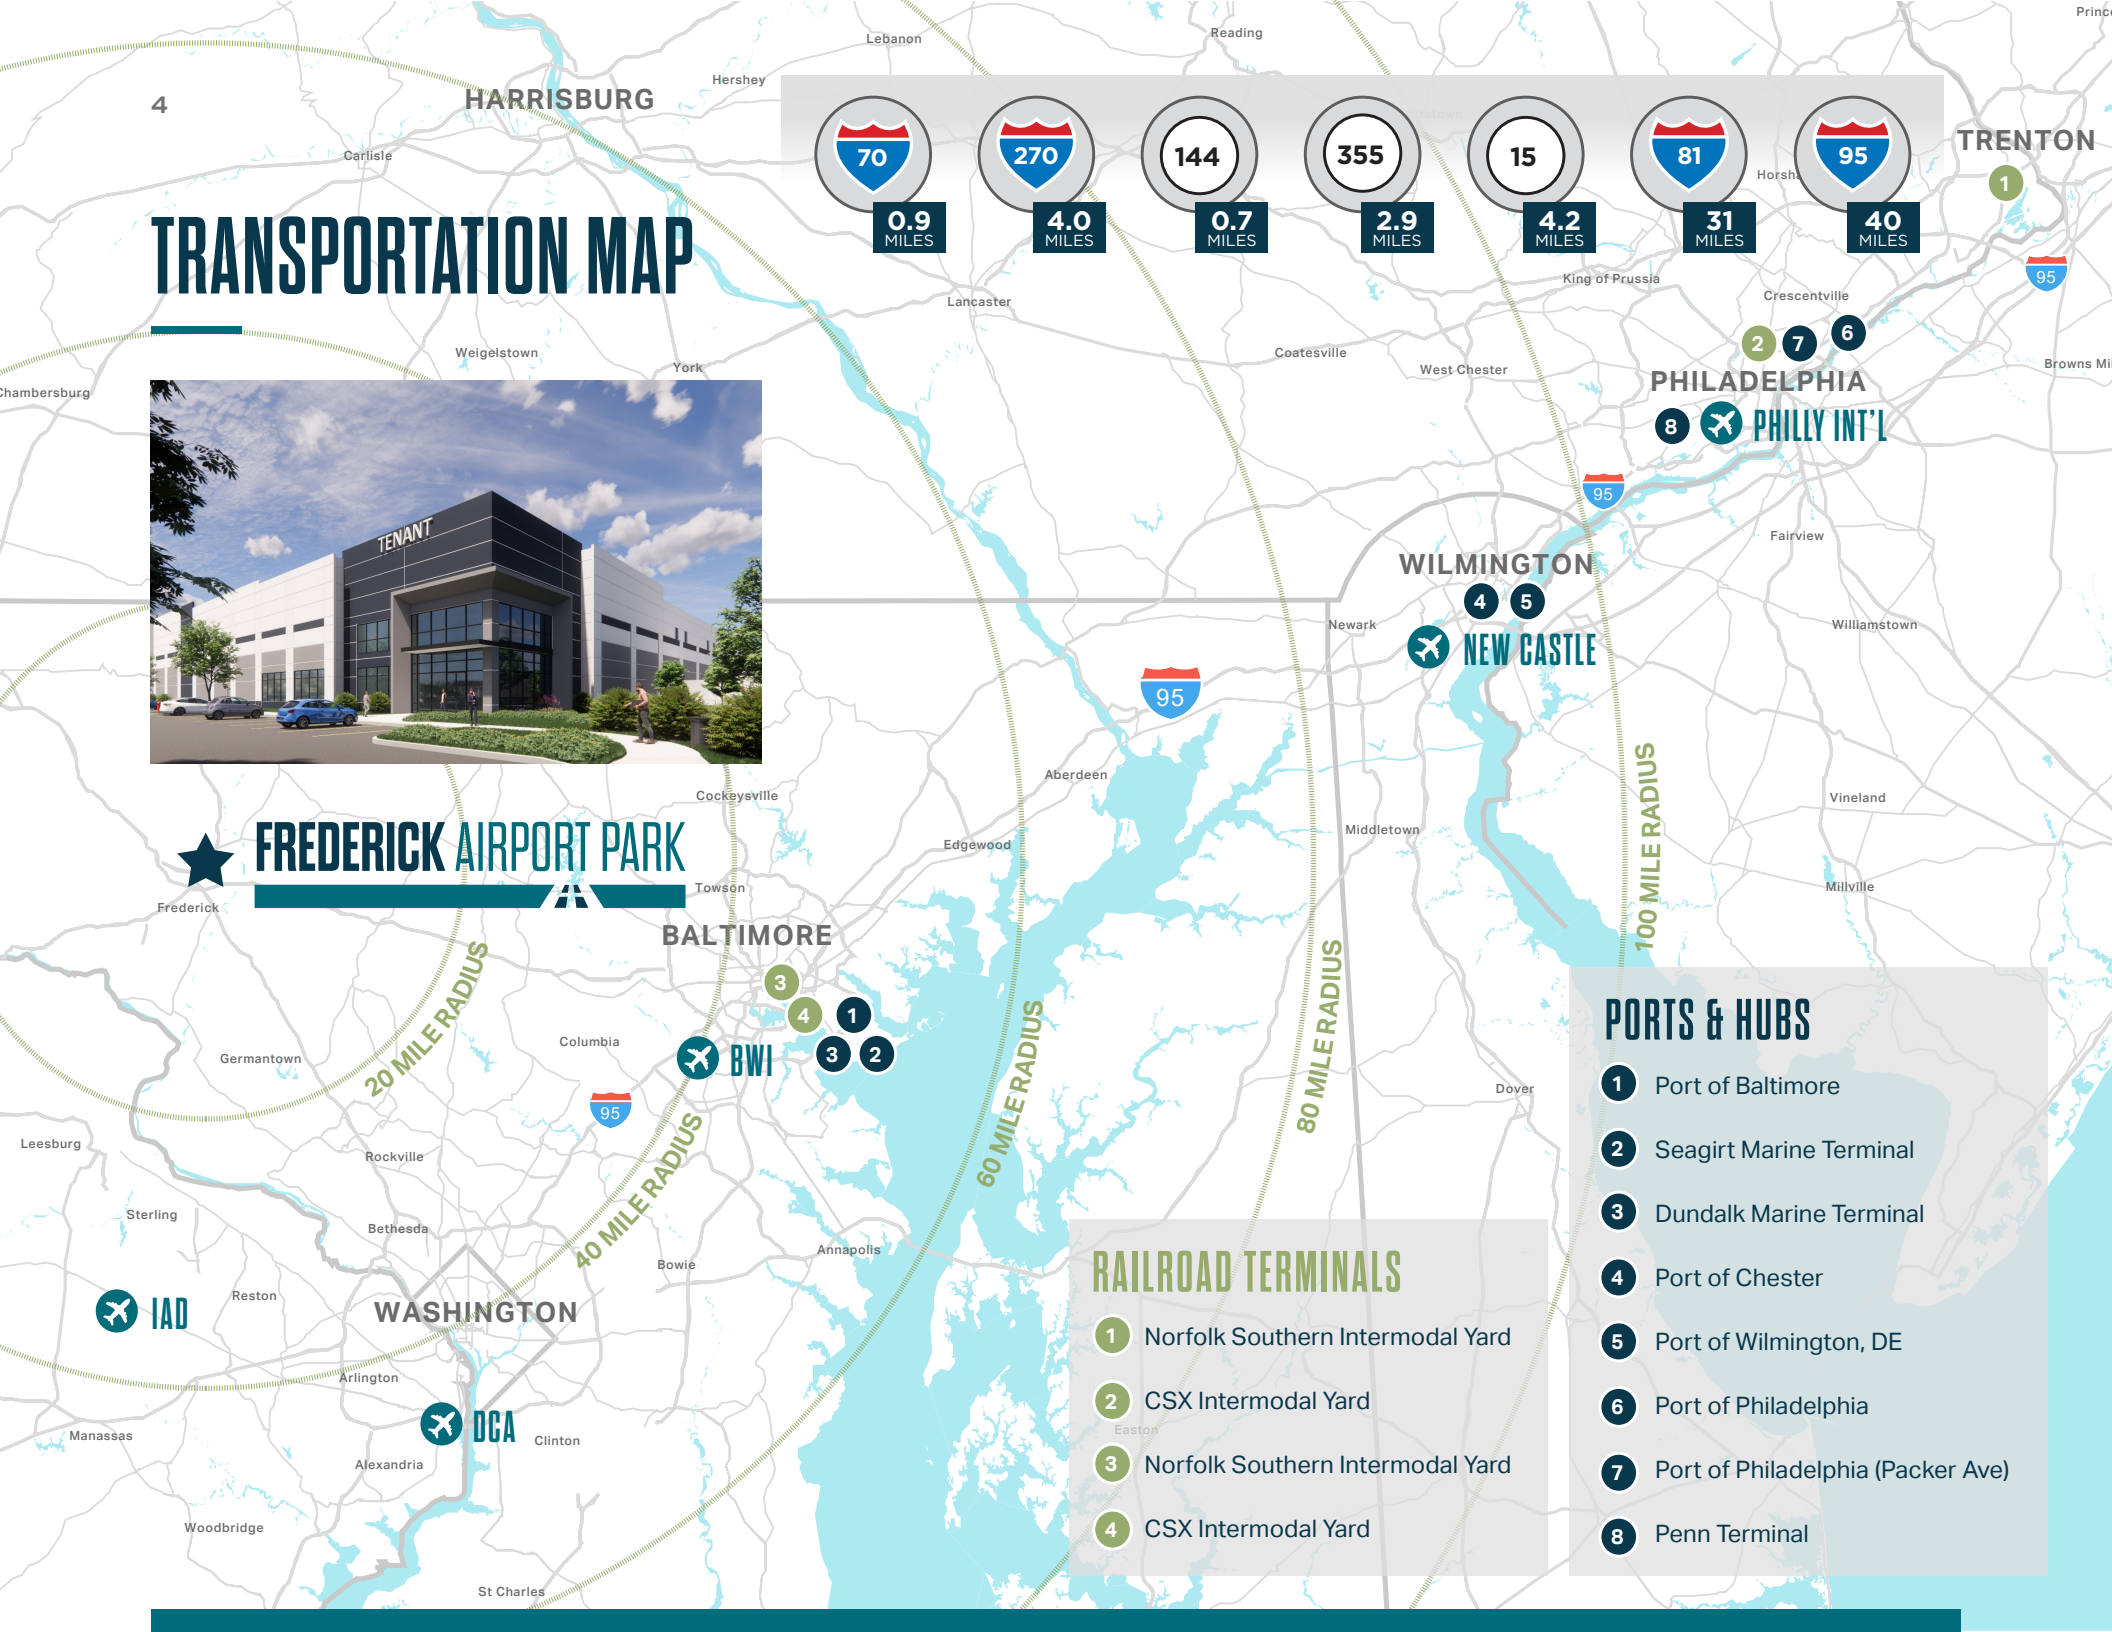 4
TRANSPORTATION MAP
70
0.9
MILES
270
4.0
MILES
144
0.7
MILES
355
2.9
MILES
15
4.2
MILES
81
31
MILES
95
40
MILES
TENANT
FREDERICK AIRPORT PARK
Lebanon
Reading
Hershey
HARRISBURG
Carlisle
TRENTON
1
95
King of Prussia
Crescentville
Lancaster
2
7
6
Weigelstown
York
Coatesville
West Chester
PHILADELPHIA
8
PHILLY INT'L
95
Fairview
WILMINGTON
4
5
Newark
NEW CASTLE
Williamstown
95
Aberdeen
Cockeysville
Vineland
Middletown
Edgewood
Millville
Towson
Frederick
BALTIMORE
3
4
1
3
2
BWI
Columbia
Germantown
95
Dover
Leesburg
Rockville
Sterling
Bethesda
Annapolis
Bowie
Reston
IAD
WASHINGTON
Arlington
DCA
Clinton
Manassas
Alexandria
Woodbridge
St Charles
Easton
20 MILE RADIUS
40 MILE RADIUS
60 MILE RADIUS
80 MILE RADIUS
100 MILE RADIUS
RAILROAD TERMINALS
1 Norfolk Southern Intermodal Yard
2 CSX Intermodal Yard
3 Norfolk Southern Intermodal Yard
4 CSX Intermodal Yard
PORTS & HUBS
1 Port of Baltimore
2 Seagirt Marine Terminal
3 Dundalk Marine Terminal
4 Port of Chester
5 Port of Wilmington, DE
6 Port of Philadelphia
7 Port of Philadelphia (Packer Ave)
8 Penn Terminal